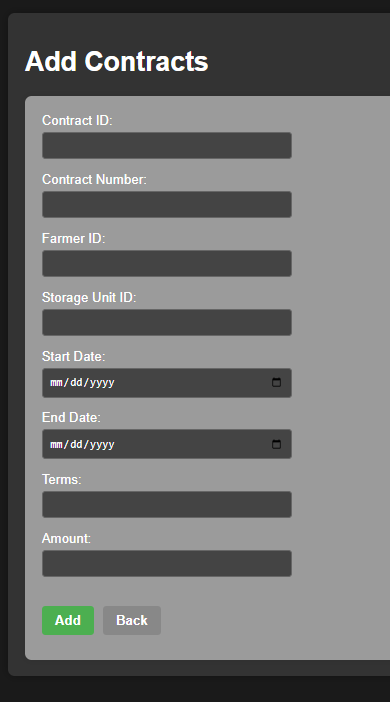 Add Contracts
Contract ID:
Contract Number:
Farmer ID:
Storage Unit ID:
Start Date:
mm/dd/yyyy
End Date:
mm/dd/yyyy
Terms:
Amount:
Add Back